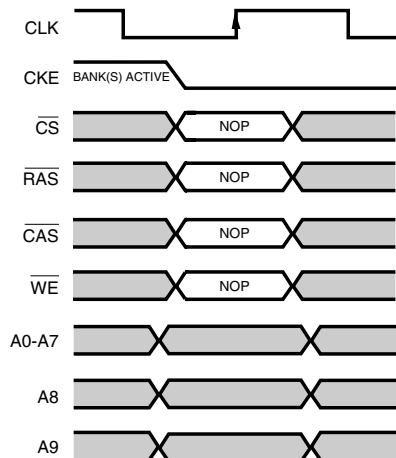 CLK
CKE BANK(S) ACTIVE
CS NOP
RAS NOP
CAS NOP
WE NOP
A0-A7
A8
A9